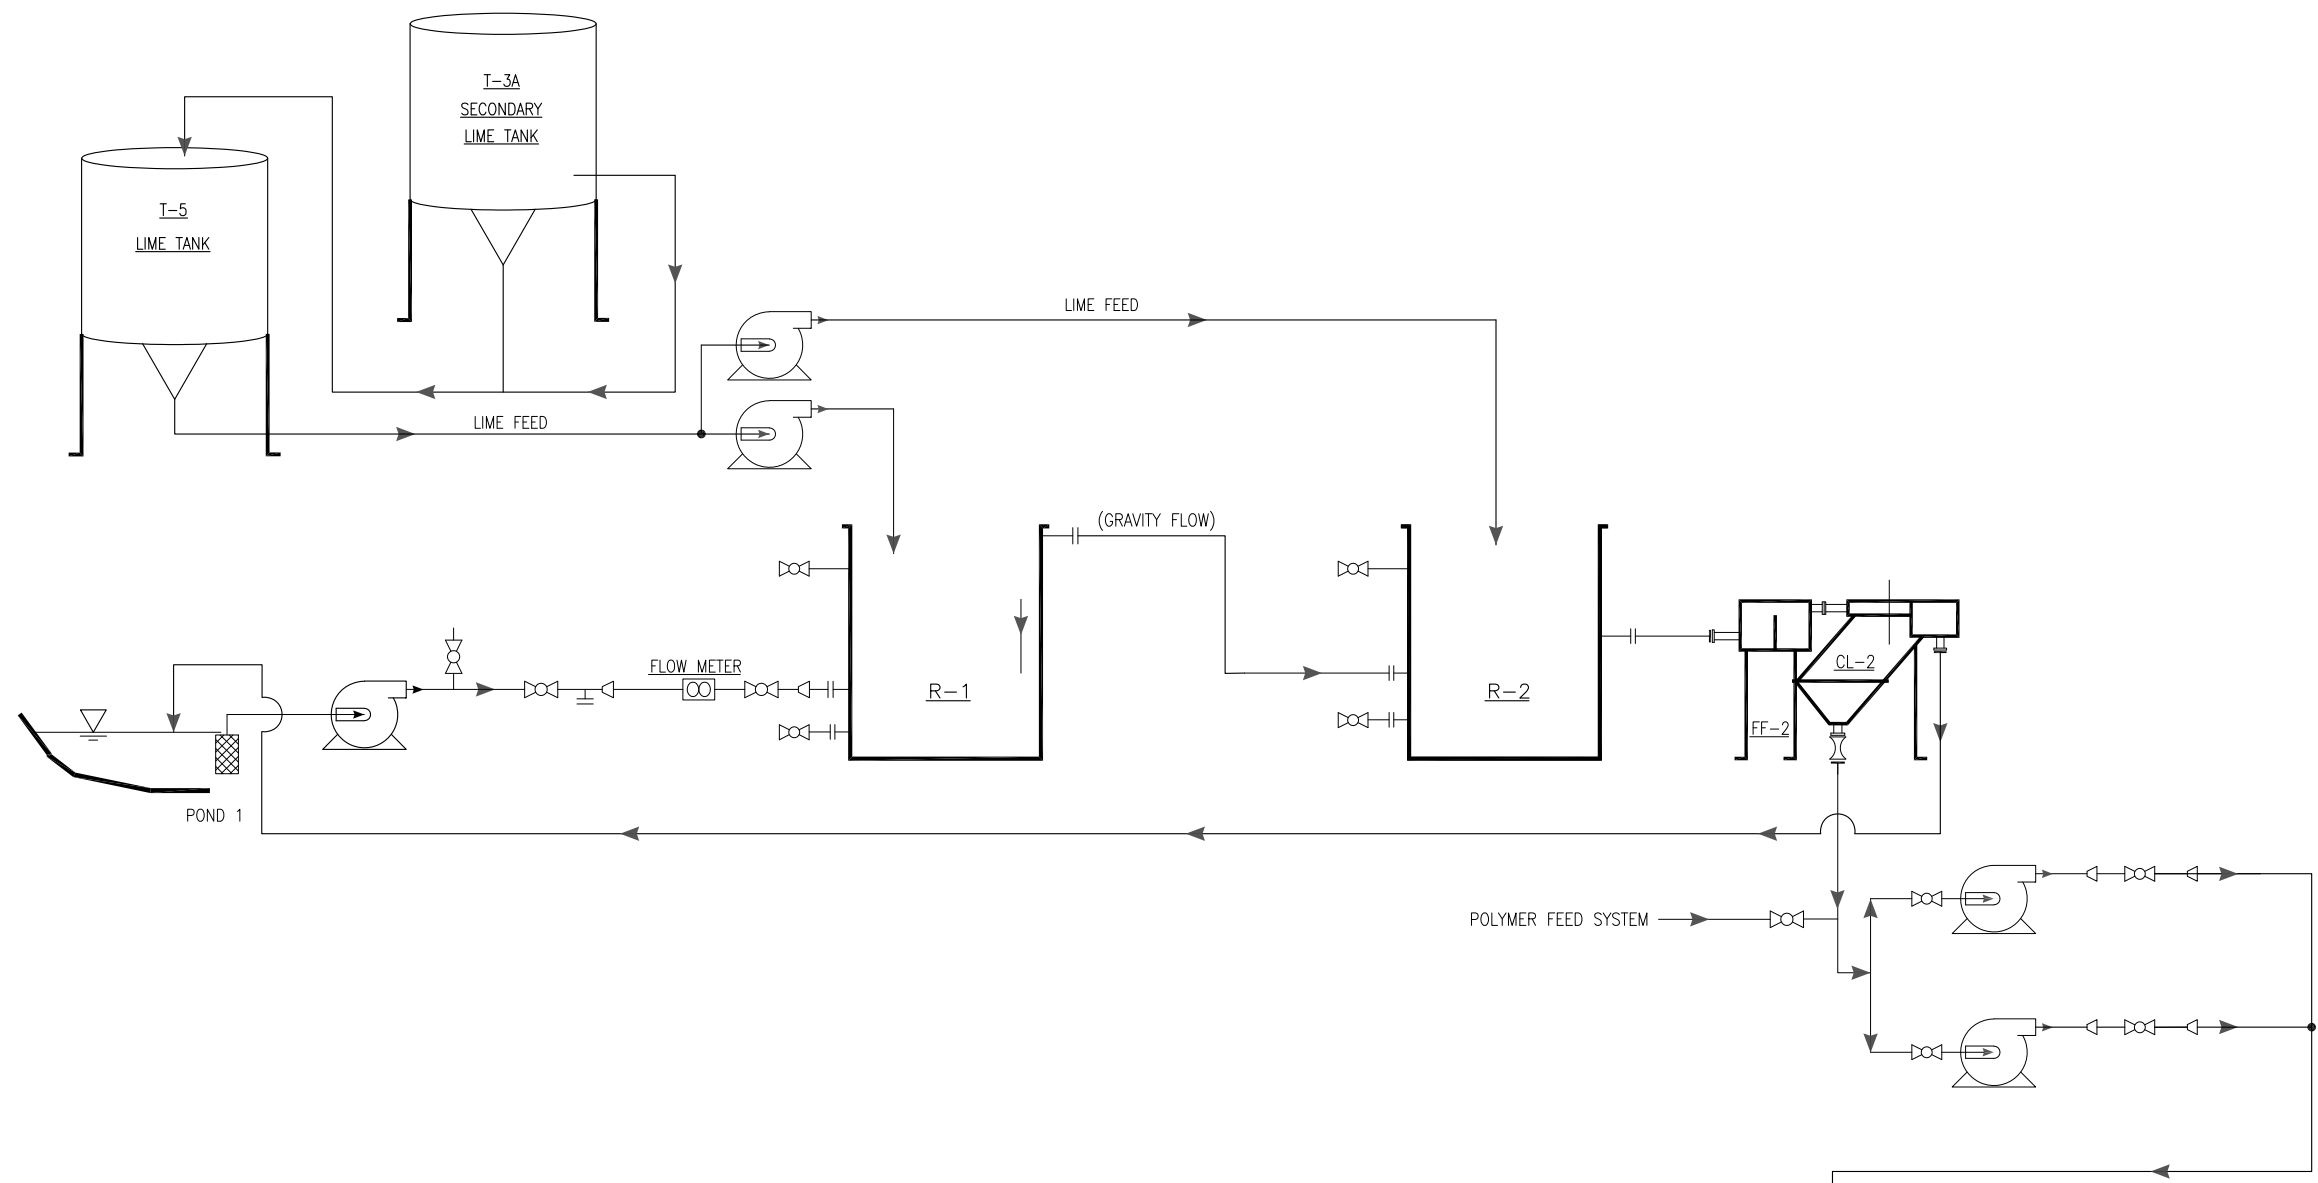 T-3A
SECONDARY
LIME TANK
T-5
LIME TANK
LIME FEED
LIME FEED
(GRAVITY FLOW)
FLOW METER
R-1
R-2
CL-2
FF-2
POND 1
POLYMER FEED SYSTEM